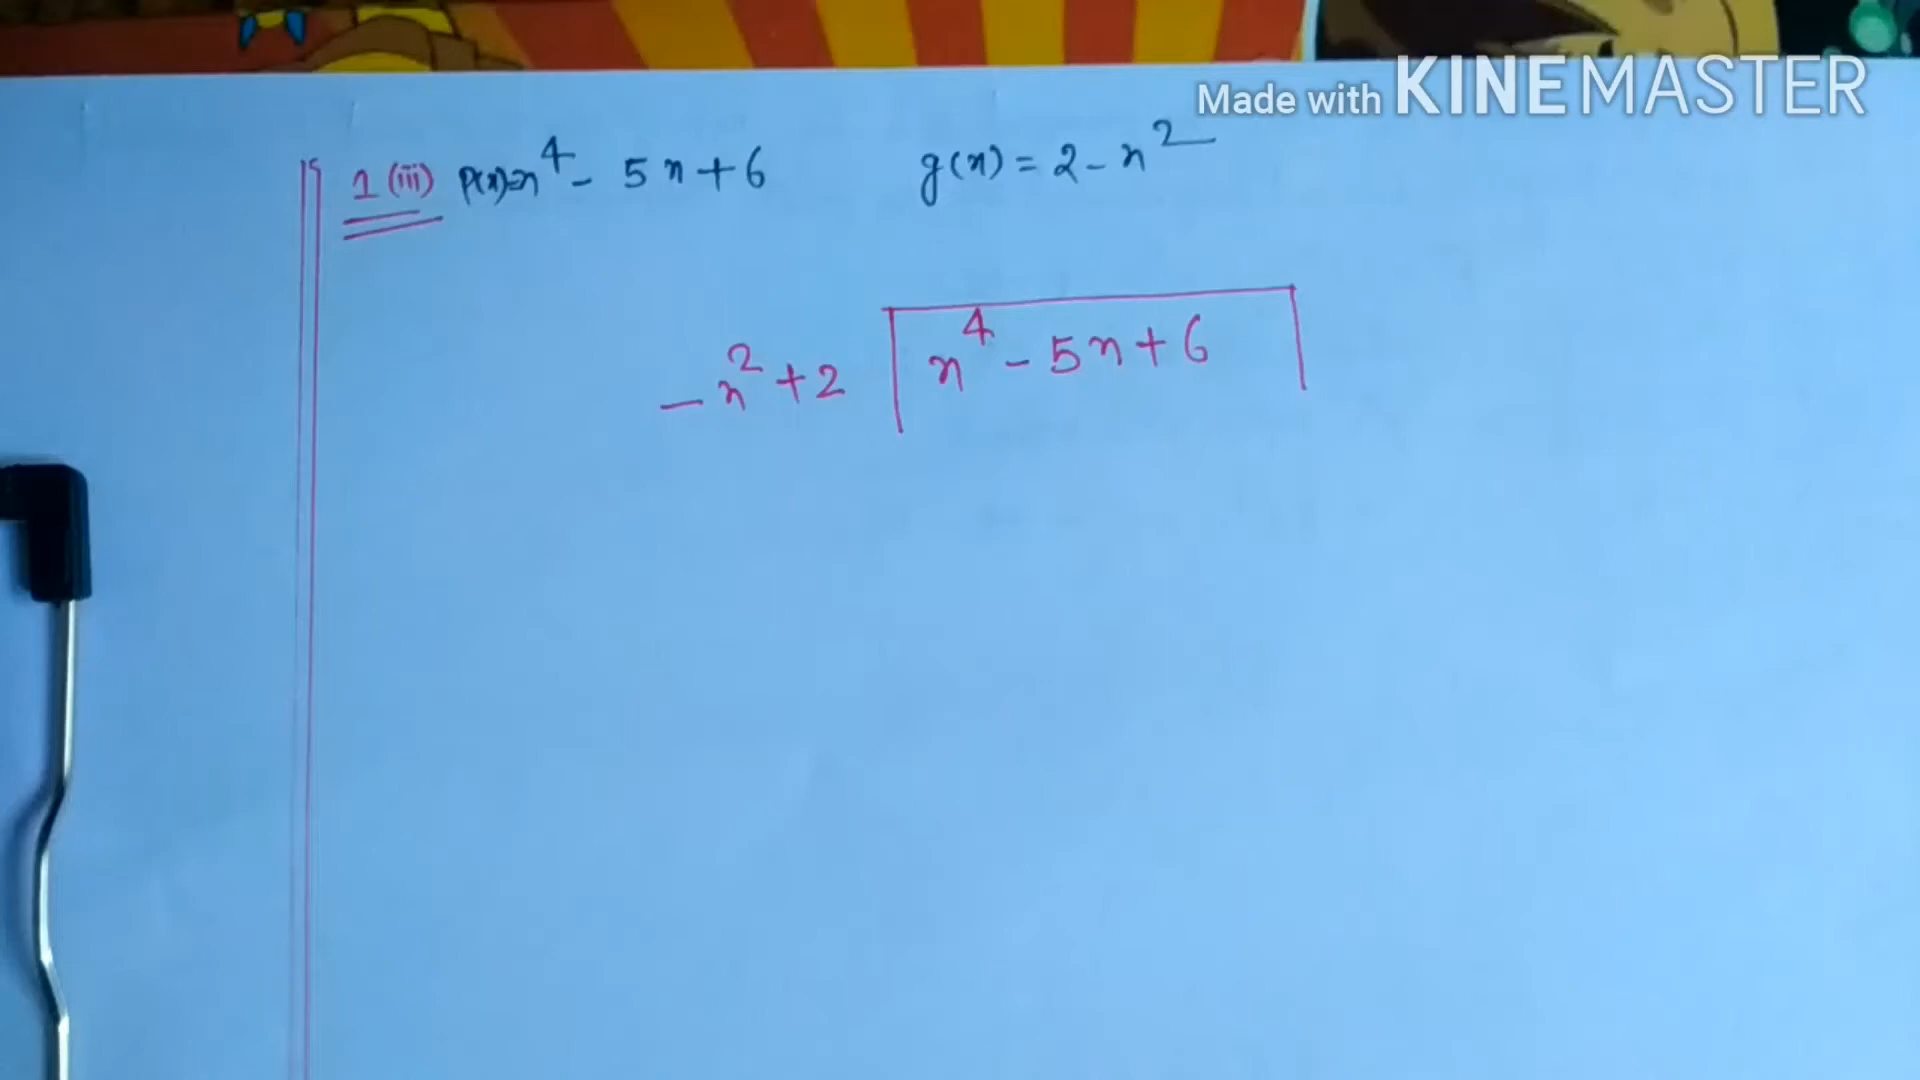 Made with KINEMASTER
1 (iii) P(x)=x⁴- 5x+6 g(x) = 2-x²
-x²+2 x⁴-5x+6